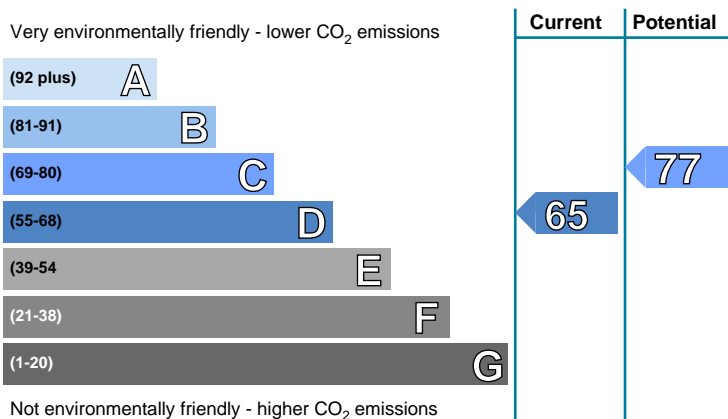 Current Potential
Very environmentally friendly - lower CO2 emissions
(92 plus) A
(81-91) B
(69-80) C
77
(55-68) D
65
(39-54 E
(21-38) F
(1-20) G
Not environmentally friendly - higher CO2 emissions